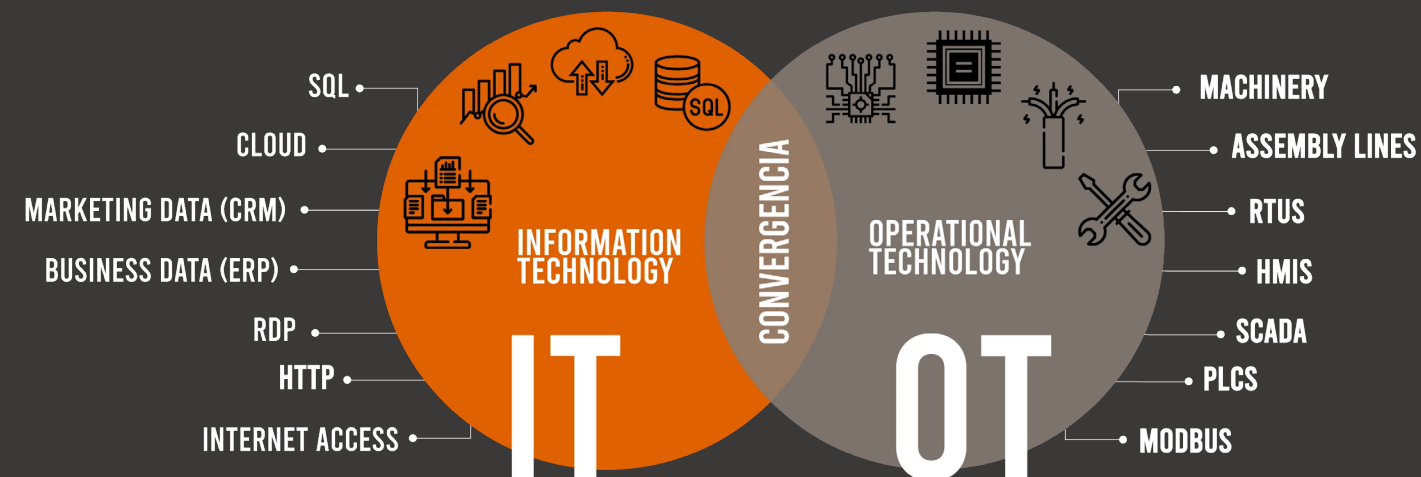 SQL
CLOUD
MARKETING DATA (CRM)
BUSINESS DATA (ERP)
RDP
HTTP
INTERNET ACCESS
SQL
INFORMATION
TECHNOLOGY
IT
CONVERGENCIA
OPERATIONAL
TECHNOLOGY
OT
MACHINERY
ASSEMBLY LINES
RTUS
HMIS
SCADA
PLCS
MODBUS